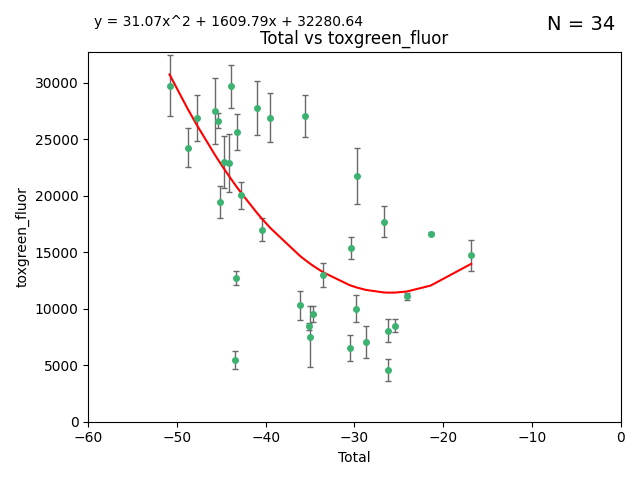 y = 31.07x^2 + 1609.79x + 32280.64
N = 34
Total vs toxgreen_fluor
30000
25000
20000
15000
10000
5000
0
toxgreen_fluor
−60
−50
−40
−30
−20
−10
0
Total